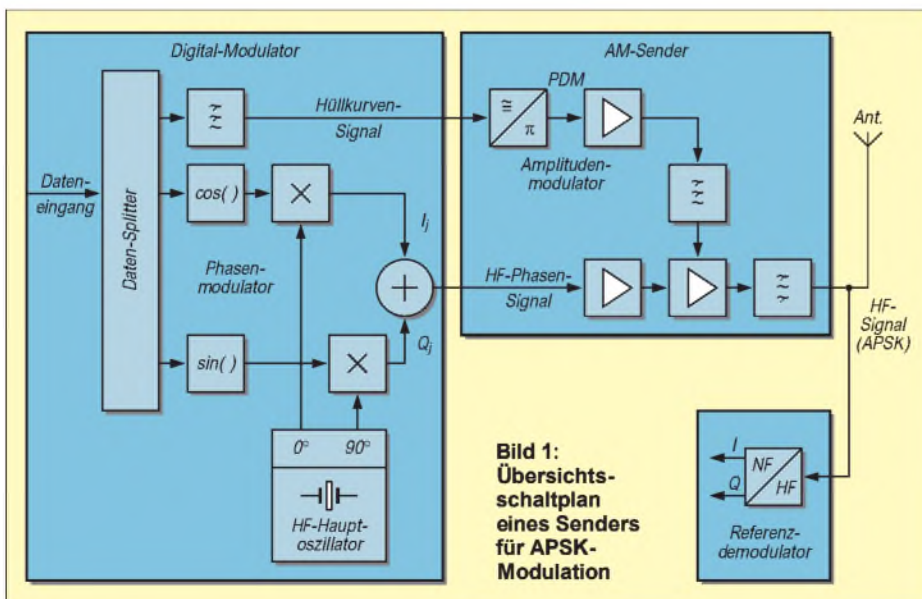 Digital-Modulator
Hüllkurven-
Signal
Daten-
eingang
Daten-Splitter
cos( )
×
I_j
Phasen-
modulator
+
Q_j
sin( )
×
0° 90°
HF-Haupt-
oszillator
AM-Sender
PDM
≅
π
Amplituden-
modulator
HF-Phasen-
Signal
Ant.
HF-
Signal
(APSK)
I
Q
NF
HF
Referenz-
demodulator
Bild 1:
Übersichts-
schaltplan
eines Senders
für APSK-
Modulation